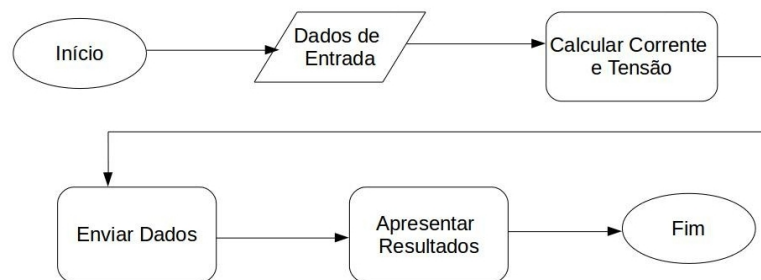 Início
Dados de
Entrada
Calcular Corrente
e Tensão
Enviar Dados
Apresentar
Resultados
Fim